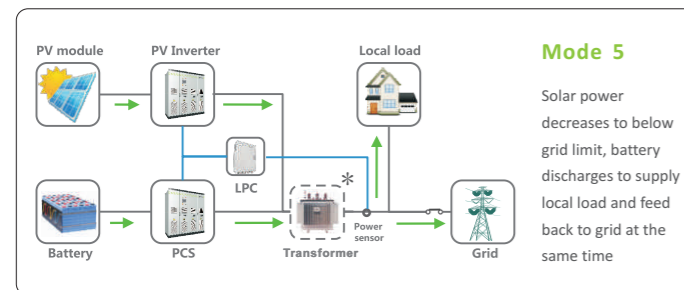 PV module
PV Inverter
Local load
LPC
*
Battery
PCS
Transformer
Power
sensor
Grid
Mode 5
Solar power
decreases to below
grid limit, battery
discharges to supply
local load and feed
back to grid at the
same time